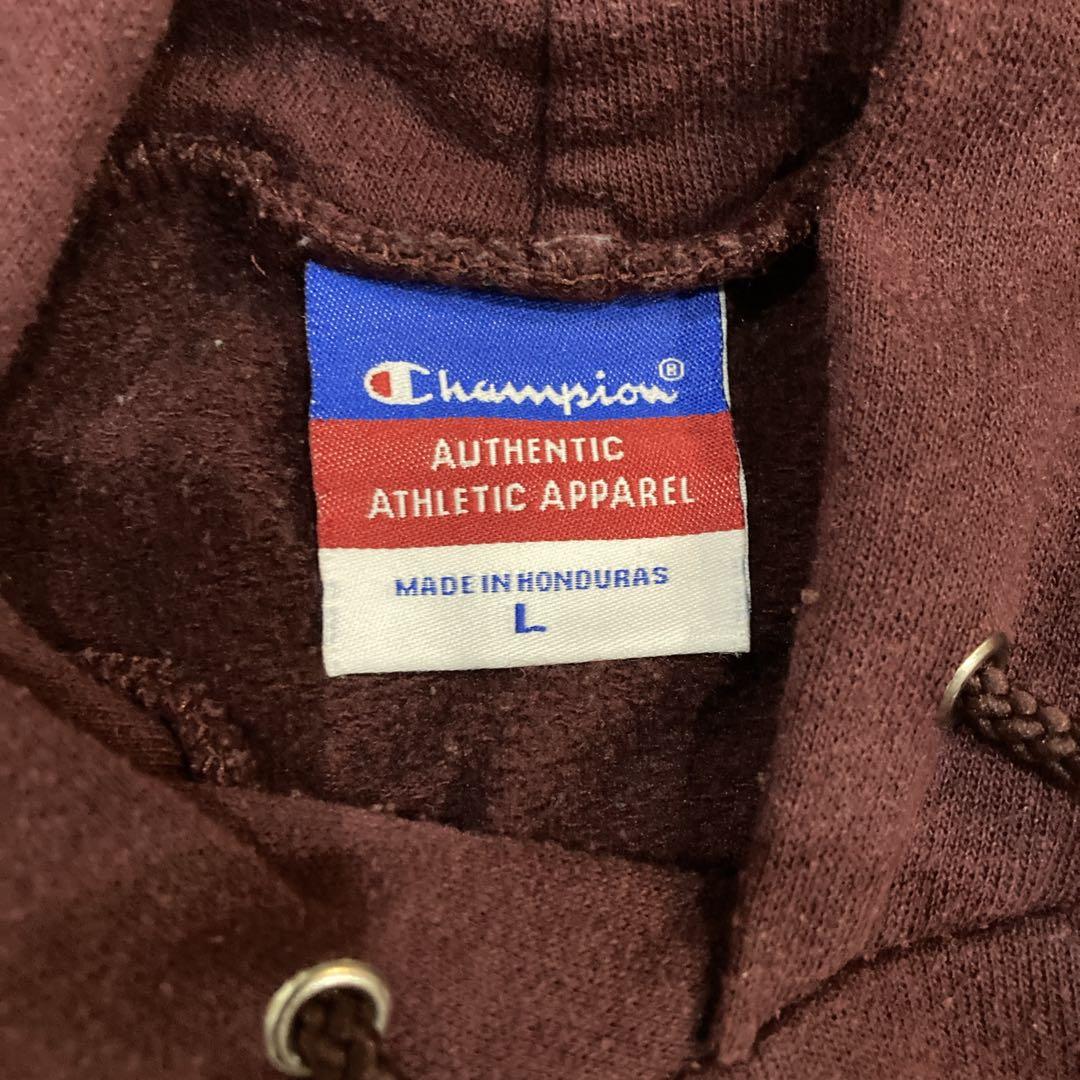 Champion®
AUTHENTIC
ATHLETIC APPAREL
MADE IN HONDURAS
L